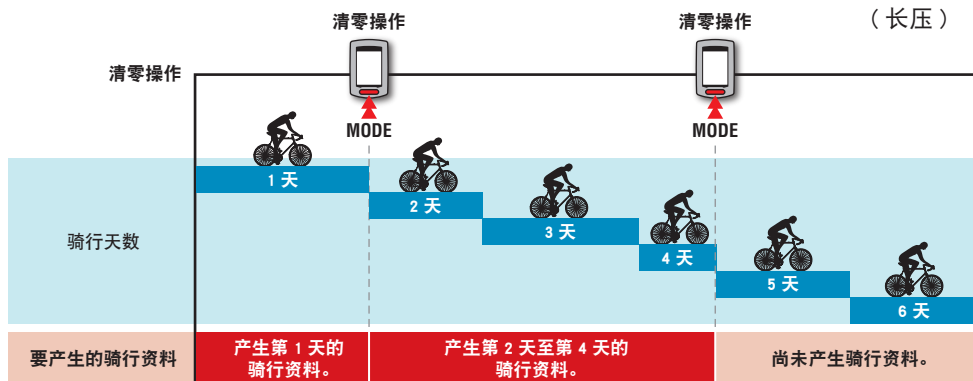 （长压）
清零操作
清零操作
清零操作
MODE
MODE
1 天
2 天
3 天
4 天
5 天
6 天
骑行天数
要产生的骑行资料
产生第 1 天的
骑行资料。
产生第 2 天至第 4 天的
骑行资料。
尚未产生骑行资料。